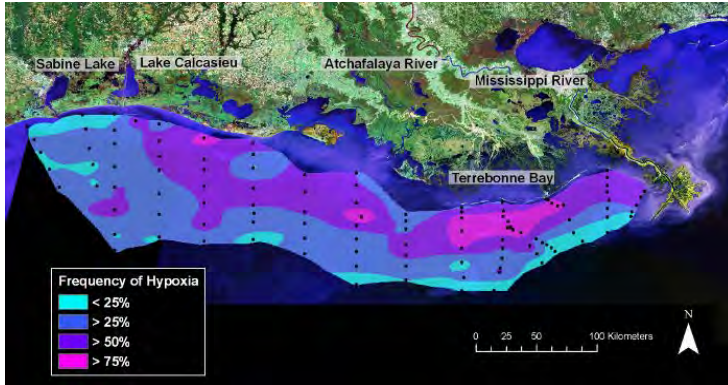 Sabine Lake
Lake Calcasieu
Atchafalaya River
Mississippi River
Terrebonne Bay
Frequency of Hypoxia
< 25%
> 25%
> 50%
> 75%
N
0 25 50 100 Kilometers